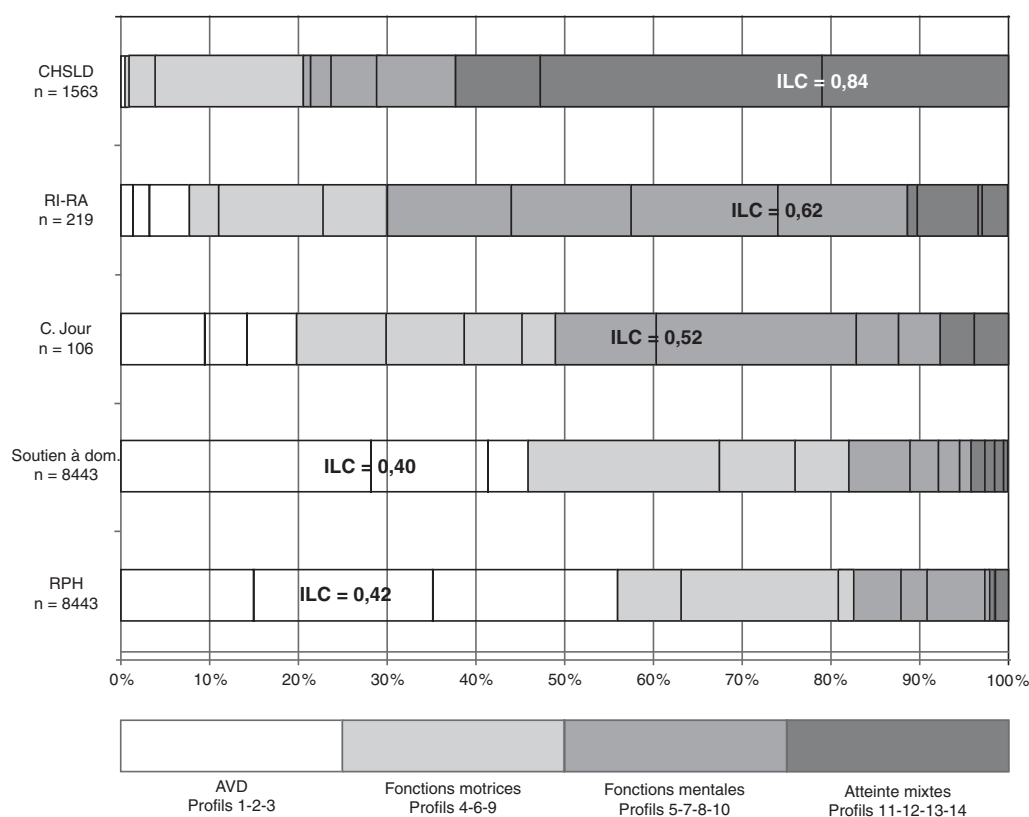 CHSLD
n = 1563
ILC = 0,84
RI-RA
n = 219
ILC = 0,62
C. Jour
n = 106
ILC = 0,52
Soutien à dom.
n = 8443
ILC = 0,40
RPH
n = 8443
ILC = 0,42
0% 10% 20% 30% 40% 50% 60% 70% 80% 90% 100%
AVD
Profils 1-2-3
Fonctions motrices
Profils 4-6-9
Fonctions mentales
Profils 5-7-8-10
Atteinte mixtes
Profils 11-12-13-14